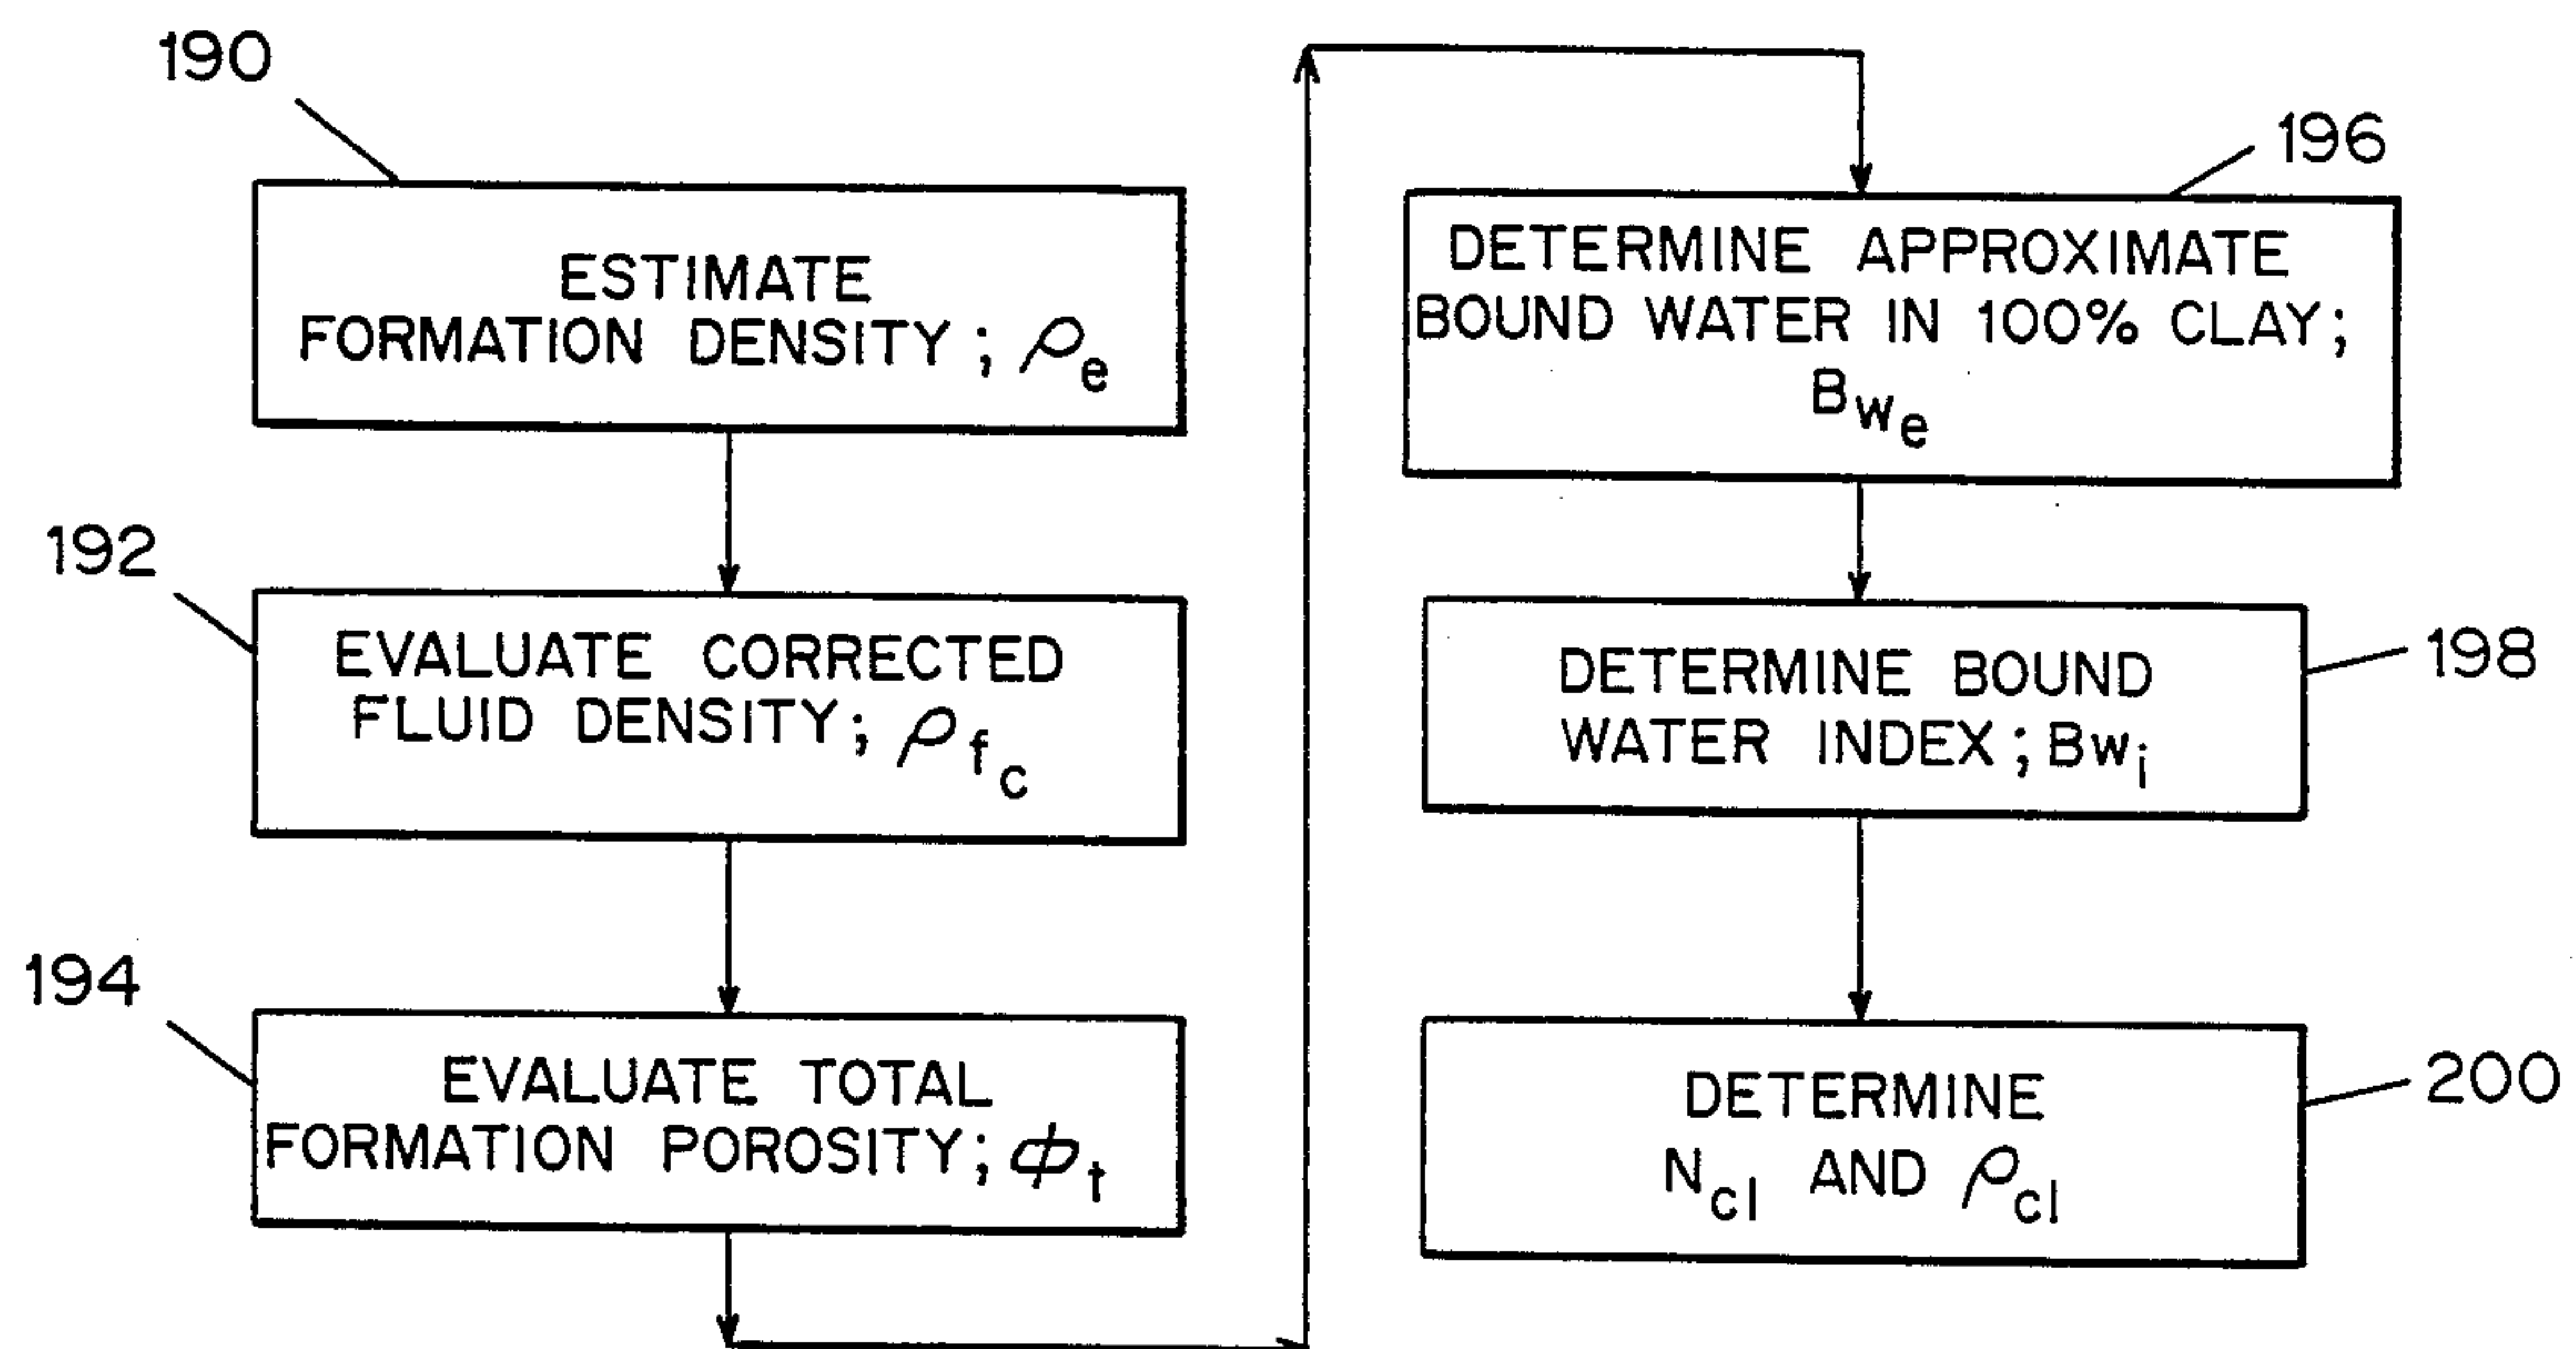 190
ESTIMATE
FORMATION DENSITY; ρe
192
EVALUATE CORRECTED
FLUID DENSITY; ρfc
194
EVALUATE TOTAL
FORMATION POROSITY; ϕt
196
DETERMINE APPROXIMATE
BOUND WATER IN 100% CLAY;
Bwe
198
DETERMINE BOUND
WATER INDEX; Bwi
200
DETERMINE
Ncl AND ρcl